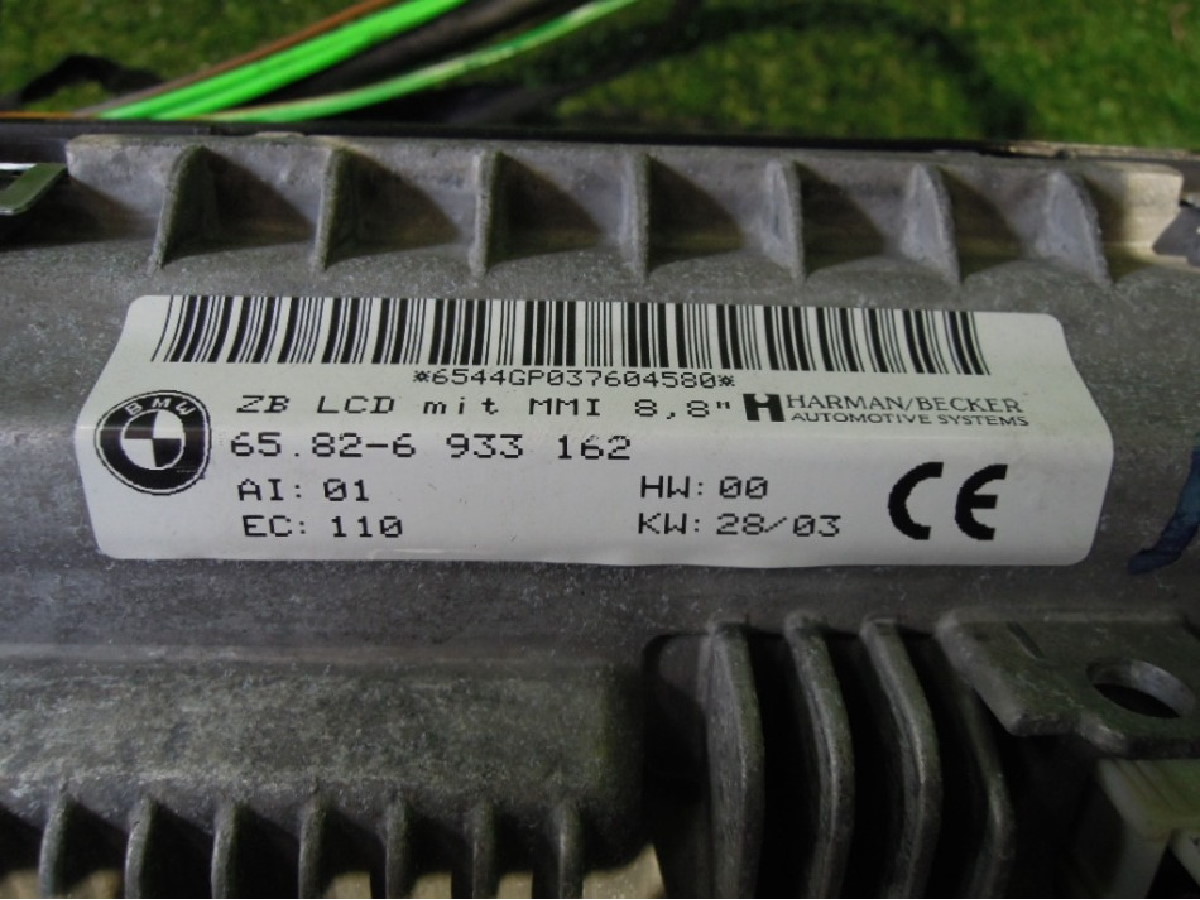 *6544GP037604580*
ZB LCD mit MMI 8,8" HARMAN/BECKER
AUTOMOTIVE SYSTEMS
BMW
65.82-6 933 162
AI: 01 HW: 00
EC: 110 KW: 28/03
CE